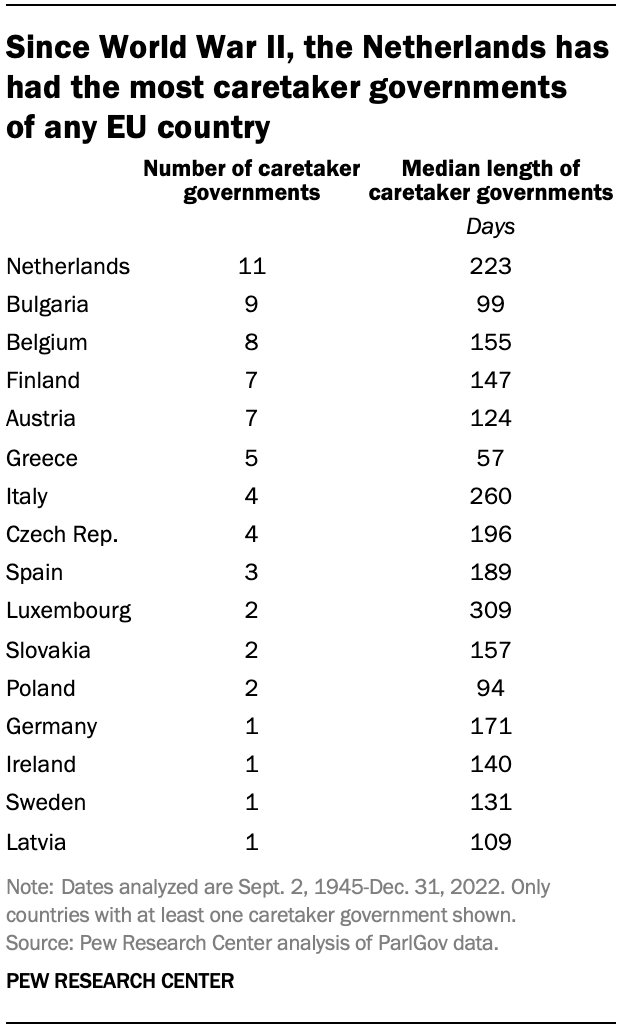 Since World War II, the Netherlands has
had the most caretaker governments
of any EU country
Number of caretaker governments Median length of caretaker governments
Days
Netherlands 11 223
Bulgaria 9 99
Belgium 8 155
Finland 7 147
Austria 7 124
Greece 5 57
Italy 4 260
Czech Rep. 4 196
Spain 3 189
Luxembourg 2 309
Slovakia 2 157
Poland 2 94
Germany 1 171
Ireland 1 140
Sweden 1 131
Latvia 1 109
Note: Dates analyzed are Sept. 2, 1945-Dec. 31, 2022. Only
countries with at least one caretaker government shown.
Source: Pew Research Center analysis of ParlGov data.
PEW RESEARCH CENTER